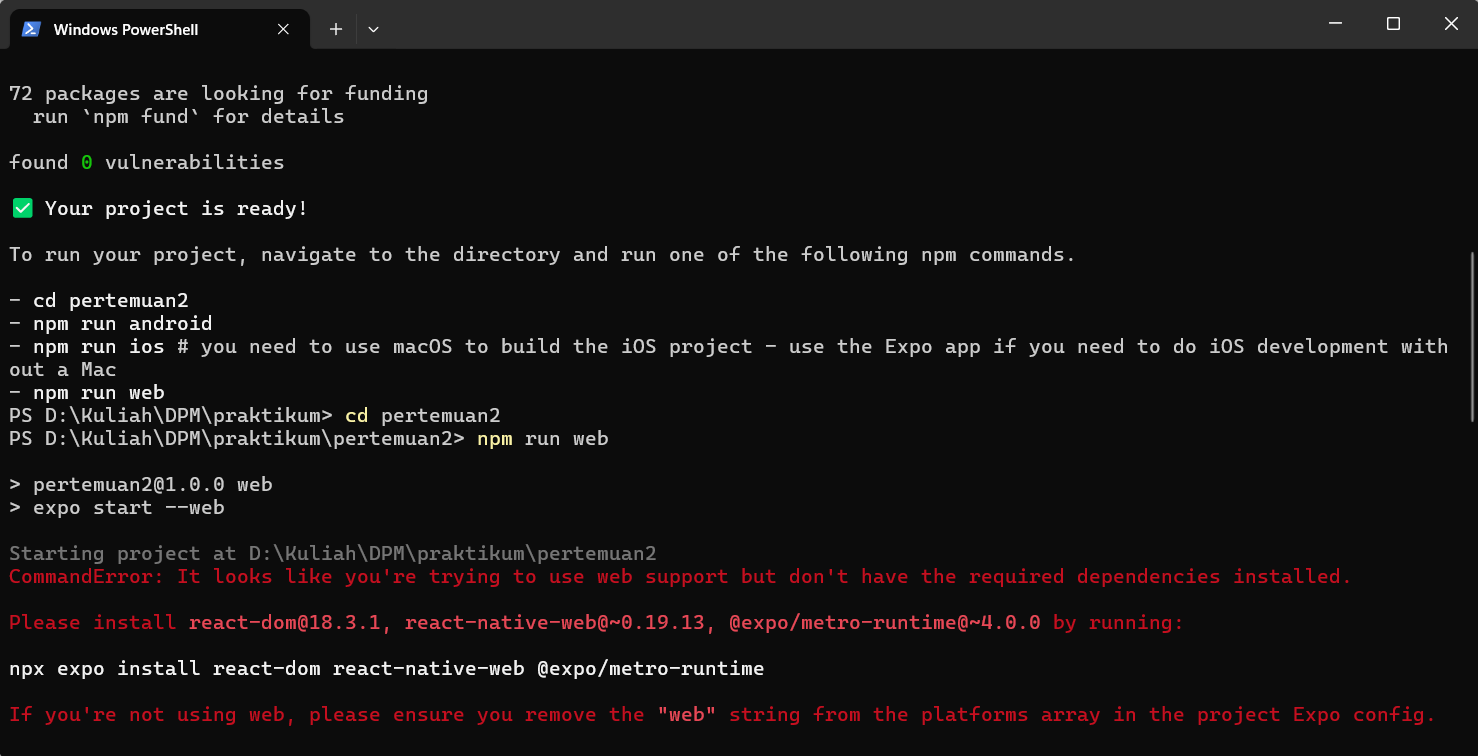 Windows PowerShell
72 packages are looking for funding
  run `npm fund` for details
found 0 vulnerabilities
✅ Your project is ready!
To run your project, navigate to the directory and run one of the following npm commands.
- cd pertemuan2
- npm run android
- npm run ios # you need to use macOS to build the iOS project - use the Expo app if you need to do iOS development with
out a Mac
- npm run web
PS D:\Kuliah\DPM\praktikum> cd pertemuan2
PS D:\Kuliah\DPM\praktikum\pertemuan2> npm run web
> pertemuan2@1.0.0 web
> expo start --web
Starting project at D:\Kuliah\DPM\praktikum\pertemuan2
CommandError: It looks like you're trying to use web support but don't have the required dependencies installed.
Please install react-dom@18.3.1, react-native-web@~0.19.13, @expo/metro-runtime@~4.0.0 by running:
npx expo install react-dom react-native-web @expo/metro-runtime
If you're not using web, please ensure you remove the "web" string from the platforms array in the project Expo config.